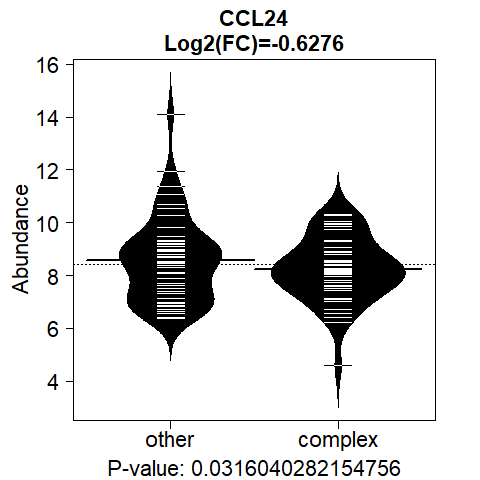 CCL24
Log2(FC)=-0.6276
16
14
12
10
8
6
4
Abundance
other complex
P-value: 0.0316040282154756